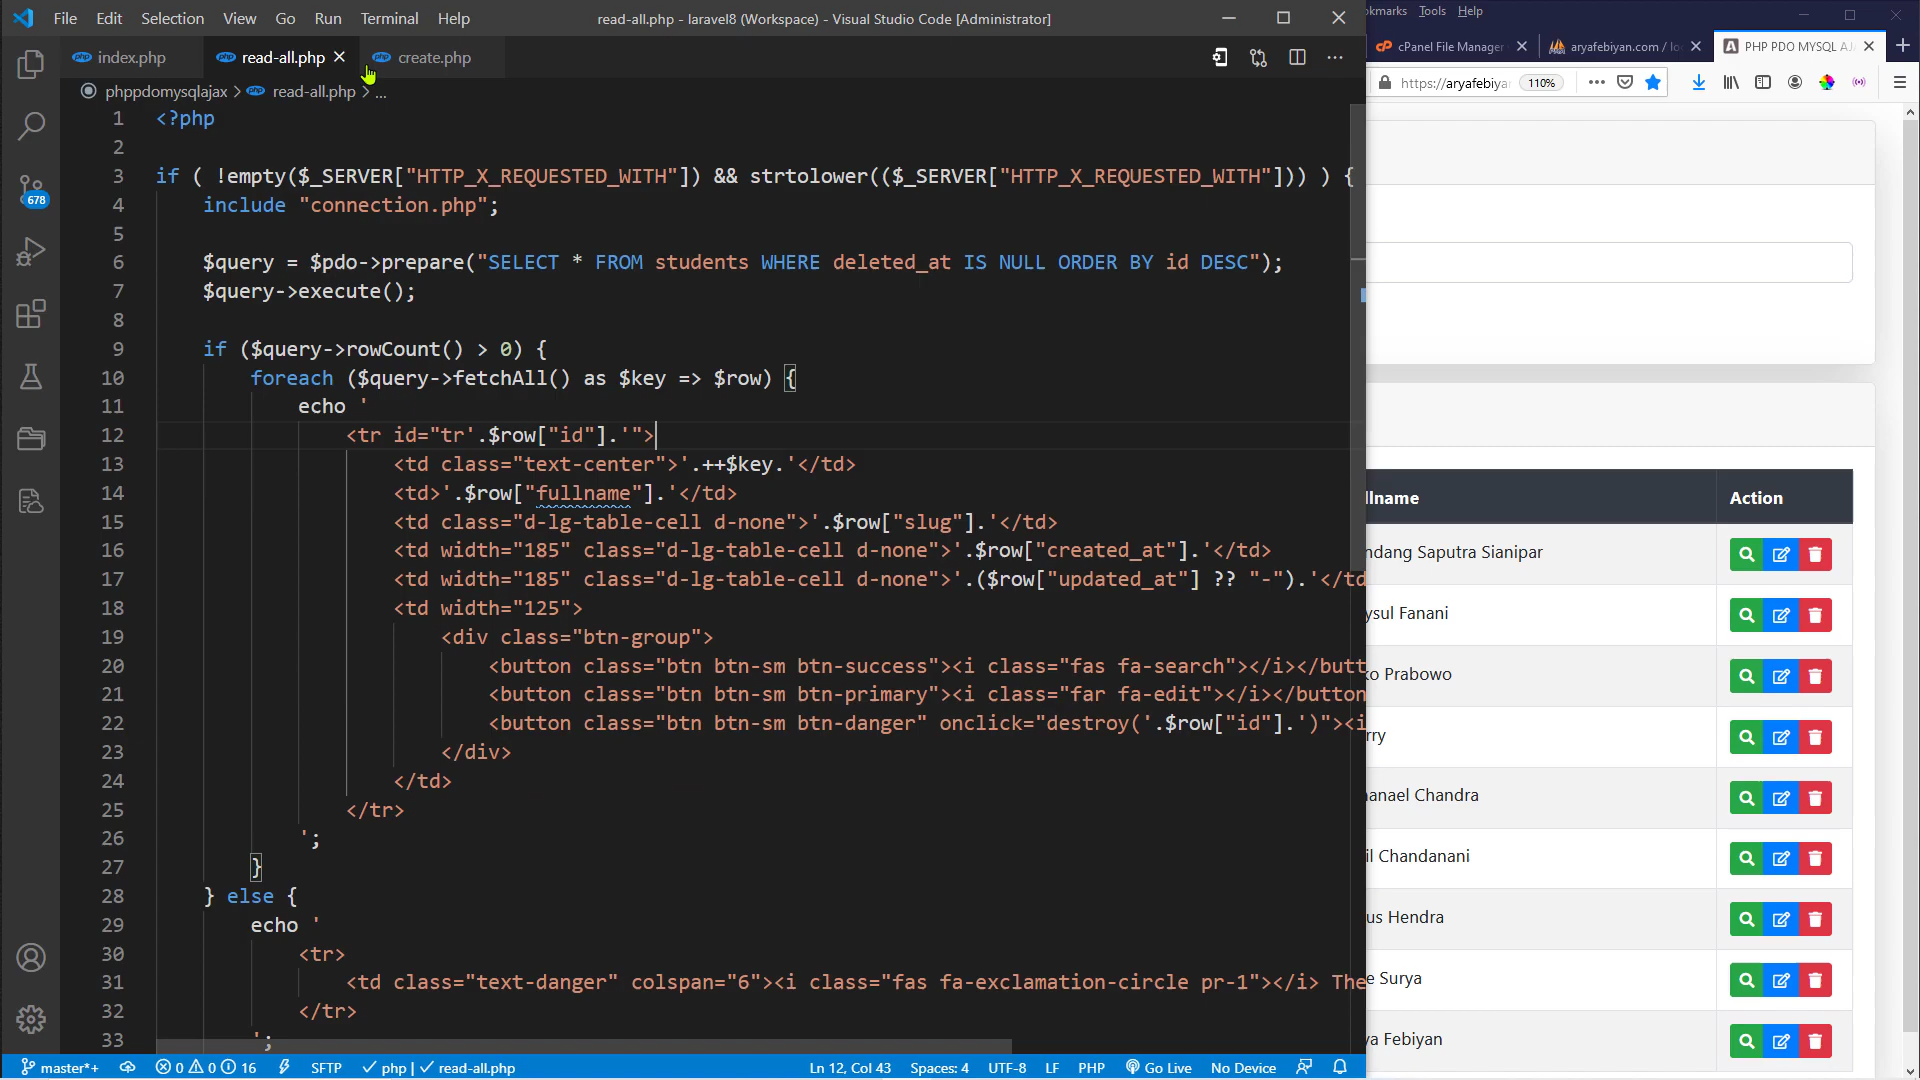 File Edit Selection View Go Run Terminal Help
read-all.php - laravel8 (Workspace) - Visual Studio Code [Administrator]
index.php
read-all.php
create.php
phppdomysqlajax > read-all.php > ...
1 <?php
2
3 if ( !empty($_SERVER["HTTP_X_REQUESTED_WITH"]) && strtolower(($_SERVER["HTTP_X_REQUESTED_WITH"])) ) {
4 include "connection.php";
5
6 $query = $pdo->prepare("SELECT * FROM students WHERE deleted_at IS NULL ORDER BY id DESC");
7 $query->execute();
8
9 if ($query->rowCount() > 0) {
10 foreach ($query->fetchAll() as $key => $row) {
11 echo '
12 <tr id="tr'.$row["id"].'">
13 <td class="text-center">'.++$key.'</td>
14 <td>'.$row["fullname"].'</td>
15 <td class="d-lg-table-cell d-none">'.$row["slug"].'</td>
16 <td width="185" class="d-lg-table-cell d-none">'.$row["created_at"].'</td>
17 <td width="185" class="d-lg-table-cell d-none">'.($row["updated_at"] ?? "-").'</td
18 <td width="125">
19 <div class="btn-group">
20 <button class="btn btn-sm btn-success"><i class="fas fa-search"></i></butt
21 <button class="btn btn-sm btn-primary"><i class="far fa-edit"></i></button
22 <button class="btn btn-sm btn-danger" onclick="destroy('.$row["id"].')"><i
23 </div>
24 </td>
25 </tr>
26 ';
27 }
28 } else {
29 echo '
30 <tr>
31 <td class="text-danger" colspan="6"><i class="fas fa-exclamation-circle pr-1"></i> The
32 </tr>
33 ';
678
master*+ 0 0 16 SFTP php | read-all.php
Ln 12, Col 43 Spaces: 4 UTF-8 LF PHP Go Live No Device
okmarks Tools Help
cPanel File Manager
aryafebiyan.com / lo
PHP PDO MYSQL AJA
https://aryafebiya 110%
llname Action
ndang Saputra Sianipar
ysul Fanani
ko Prabowo
rry
anael Chandra
il Chandanani
us Hendra
e Surya
ya Febiyan